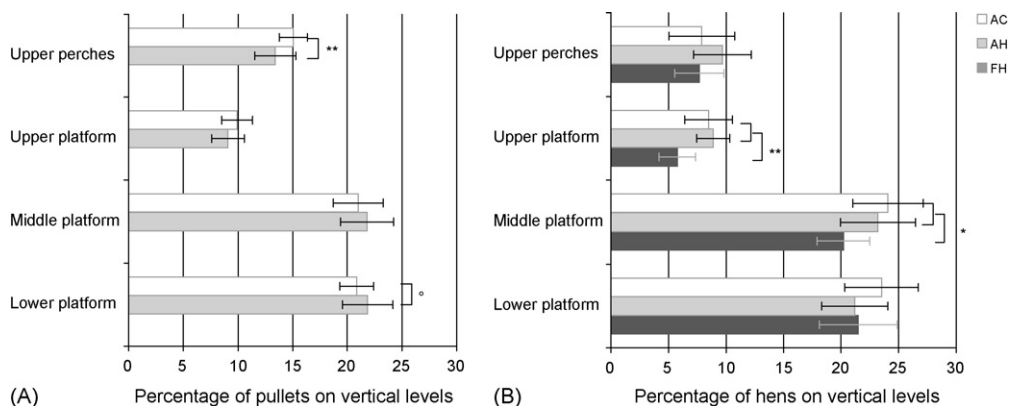 Upper perches
**
Upper platform
Middle platform
Lower platform
°
0 5 10 15 20 25 30
(A) Percentage of pullets on vertical levels
AC
AH
FH
Upper perches
Upper platform
**
Middle platform
*
Lower platform
0 5 10 15 20 25 30
(B) Percentage of hens on vertical levels